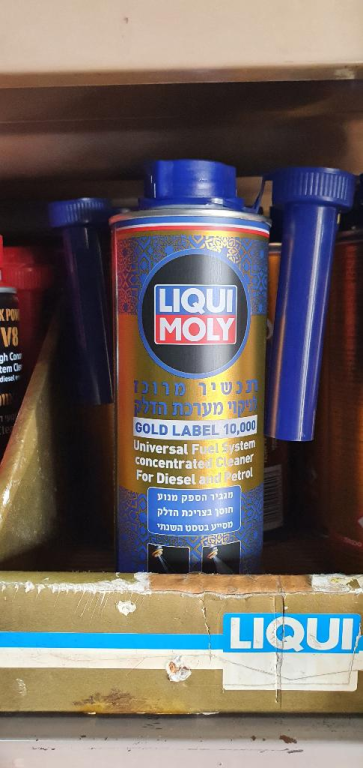 LIQUI
MOLY
תכשיר מרוכז
לניקוי מערכת הדלק
GOLD LABEL 10,000
Universal Fuel System
concentrated Cleaner
For Diesel and Petrol
מגביר הספק מנוע
חוסך בצריכת הדלק
מסייע בטסט השנתי
V8
LIQUI